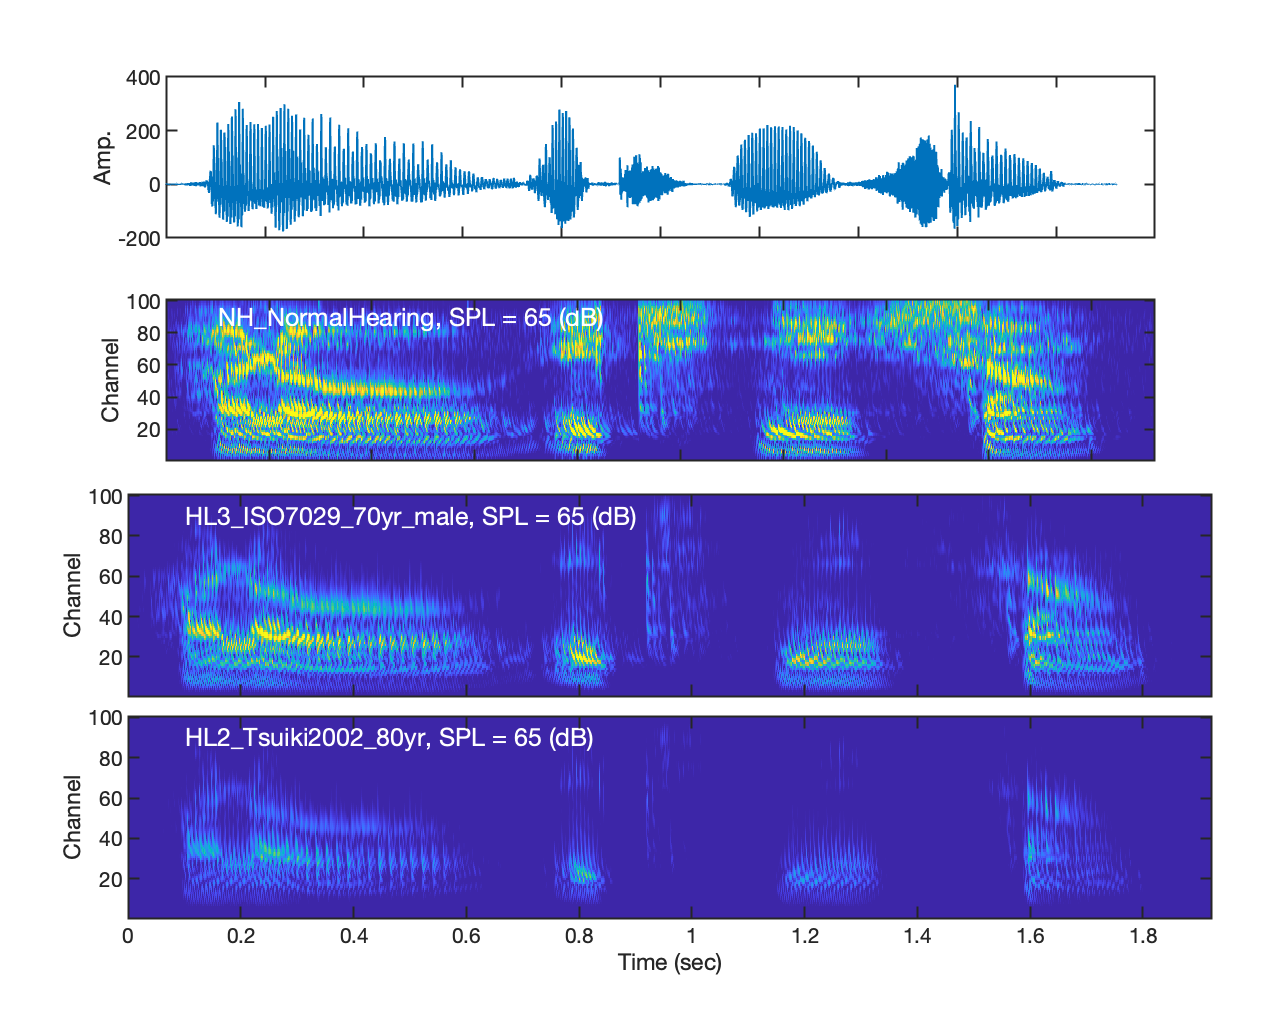 400
200
0
-200
Amp.
NH_NormalHearing, SPL = 65 (dB)
100
80
60
40
20
Channel
HL3_ISO7029_70yr_male, SPL = 65 (dB)
100
80
60
40
20
Channel
HL2_Tsuiki2002_80yr, SPL = 65 (dB)
100
80
60
40
20
Channel
0 0.2 0.4 0.6 0.8 1 1.2 1.4 1.6 1.8
Time (sec)